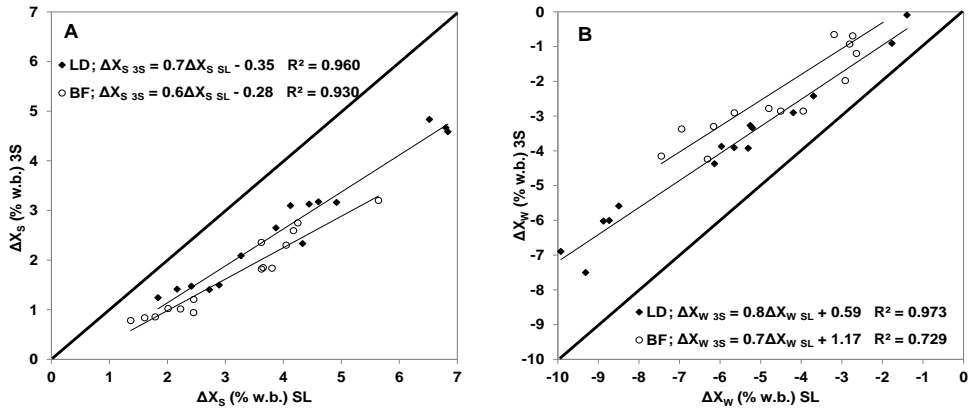 A
LD; ΔXS 3S = 0.7ΔXS SL - 0.35 R² = 0.960
BF; ΔXS 3S = 0.6ΔXS SL - 0.28 R² = 0.930
7
6
5
4
3
2
1
0
0 1 2 3 4 5 6 7
ΔXS (% w.b.) 3S
ΔXS (% w.b.) SL
B
0
-1
-2
-3
-4
-5
-6
-7
-8
-9
-10
-10 -9 -8 -7 -6 -5 -4 -3 -2 -1 0
ΔXW (% w.b.) 3S
ΔXW (% w.b.) SL
LD; ΔXW 3S = 0.8ΔXW SL + 0.59 R² = 0.973
BF; ΔXW 3S = 0.7ΔXW SL + 1.17 R² = 0.729